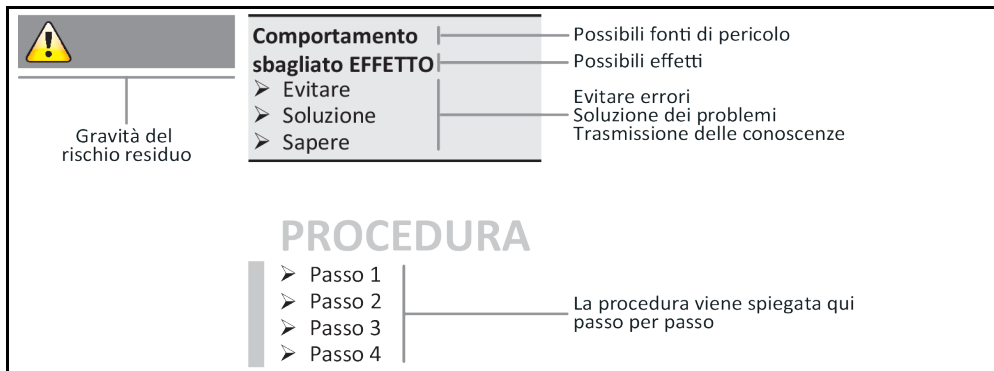 Comportamento
sbagliato EFFETTO
➢ Evitare
➢ Soluzione
➢ Sapere
Possibili fonti di pericolo
Possibili effetti
Evitare errori
Soluzione dei problemi
Trasmissione delle conoscenze
Gravità del
rischio residuo
PROCEDURA
➢ Passo 1
➢ Passo 2
➢ Passo 3
➢ Passo 4
La procedura viene spiegata qui
passo per passo